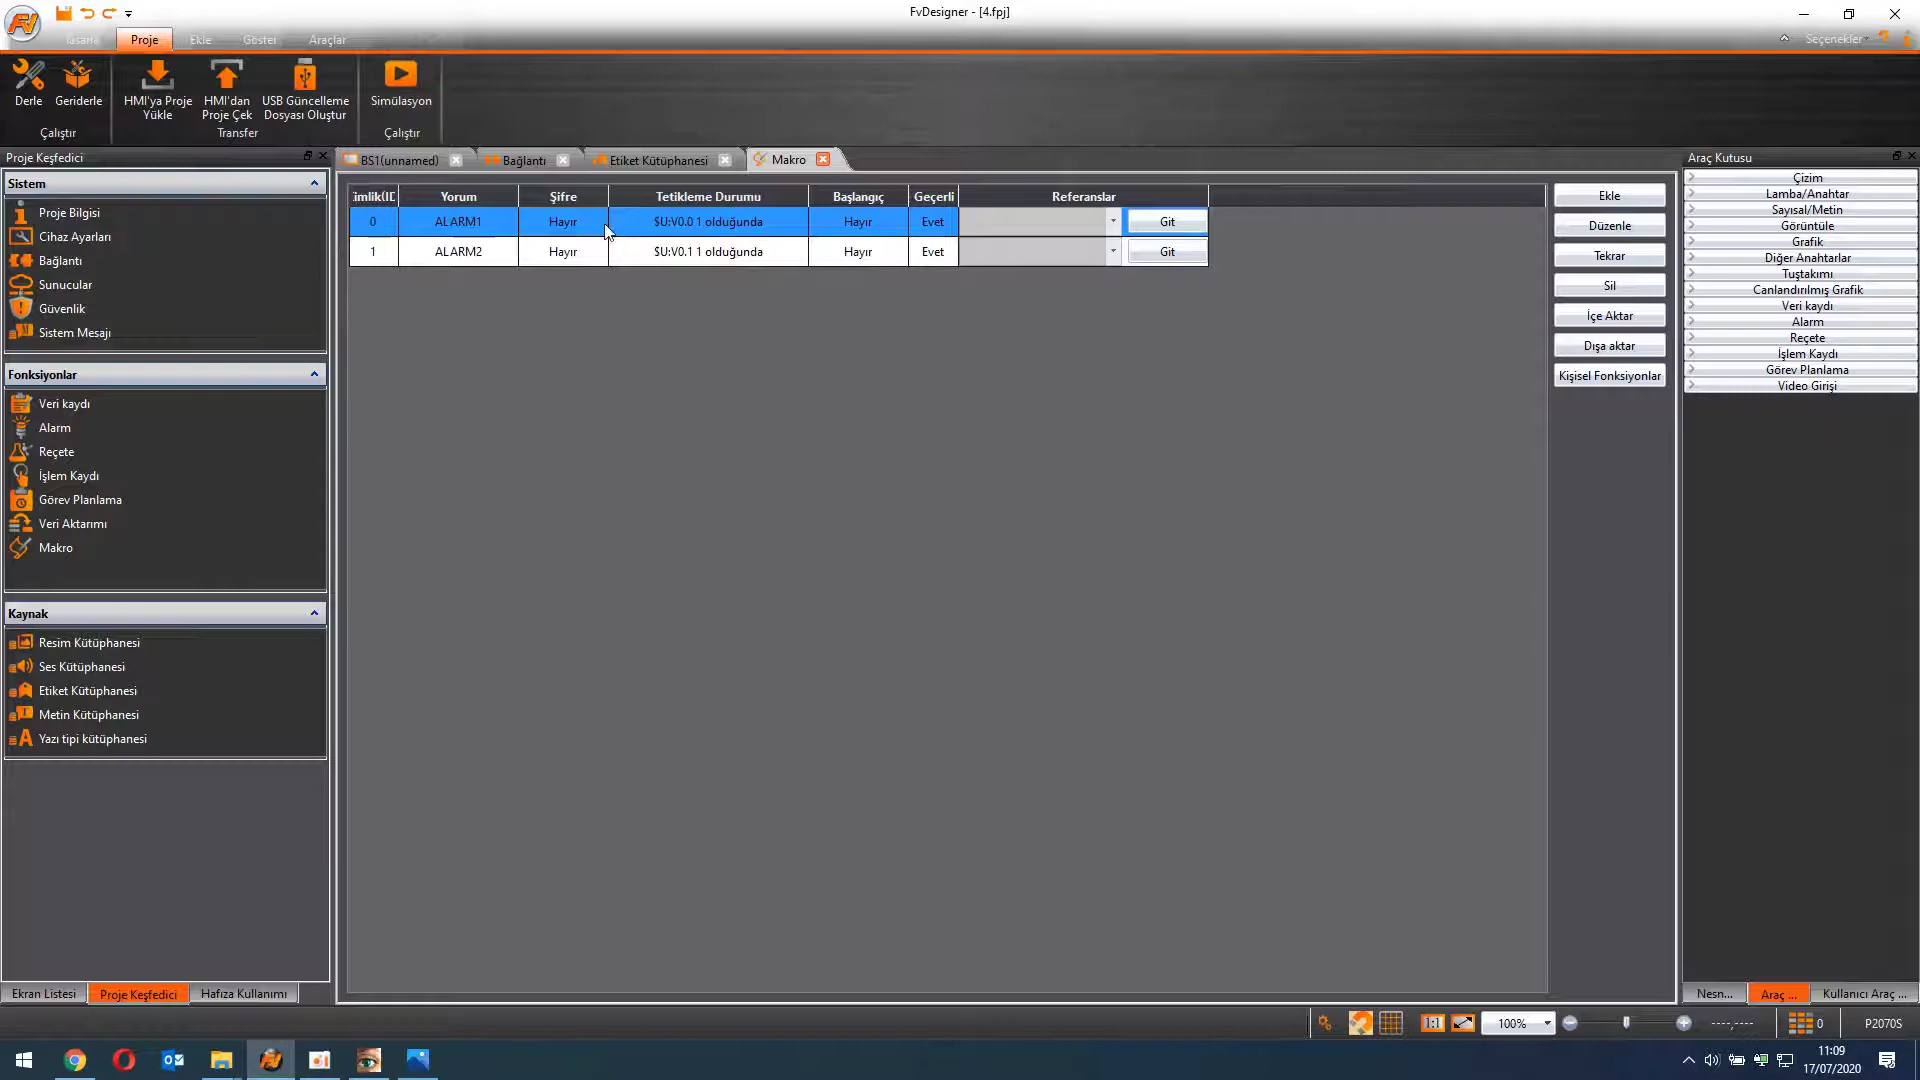 FvDesigner - [4.fpj]
Tasarla Proje Ekle Göster Araçlar Seçenekler
Derle Geriderle HMI'ya Proje Yükle HMI'dan Proje Çek USB Güncelleme Dosyası Oluştur Simülasyon
Çalıştır Transfer Çalıştır
Proje Keşfedici
Sistem
Proje Bilgisi
Cihaz Ayarları
Bağlantı
Sunucular
Güvenlik
Sistem Mesajı
Fonksiyonlar
Veri kaydı
Alarm
Reçete
İşlem Kaydı
Görev Planlama
Veri Aktarımı
Makro
Kaynak
Resim Kütüphanesi
Ses Kütüphanesi
Etiket Kütüphanesi
Metin Kütüphanesi
Yazı tipi kütüphanesi
Ekran Listesi Proje Keşfedici Hafıza Kullanımı
BS1(unnamed) Bağlantı Etiket Kütüphanesi Makro
imlik(ID Yorum Şifre Tetikleme Durumu Başlangıç Geçerli Referanslar
0 ALARM1 Hayır $U:V0.0 1 olduğunda Hayır Evet Git
1 ALARM2 Hayır $U:V0.1 1 olduğunda Hayır Evet Git
Ekle
Düzenle
Tekrar
Sil
İçe Aktar
Dışa aktar
Kişisel Fonksiyonlar
Araç Kutusu
Çizim
Lamba/Anahtar
Sayısal/Metin
Görüntüle
Grafik
Diğer Anahtarlar
Tuştakımı
Canlandırılmış Grafik
Veri kaydı
Alarm
Reçete
İşlem Kaydı
Görev Planlama
Video Girişi
Nesn... Araç ... Kullanıcı Araç ...
1:1 100% ----,---- 0 P2070S
11:09
17/07/2020